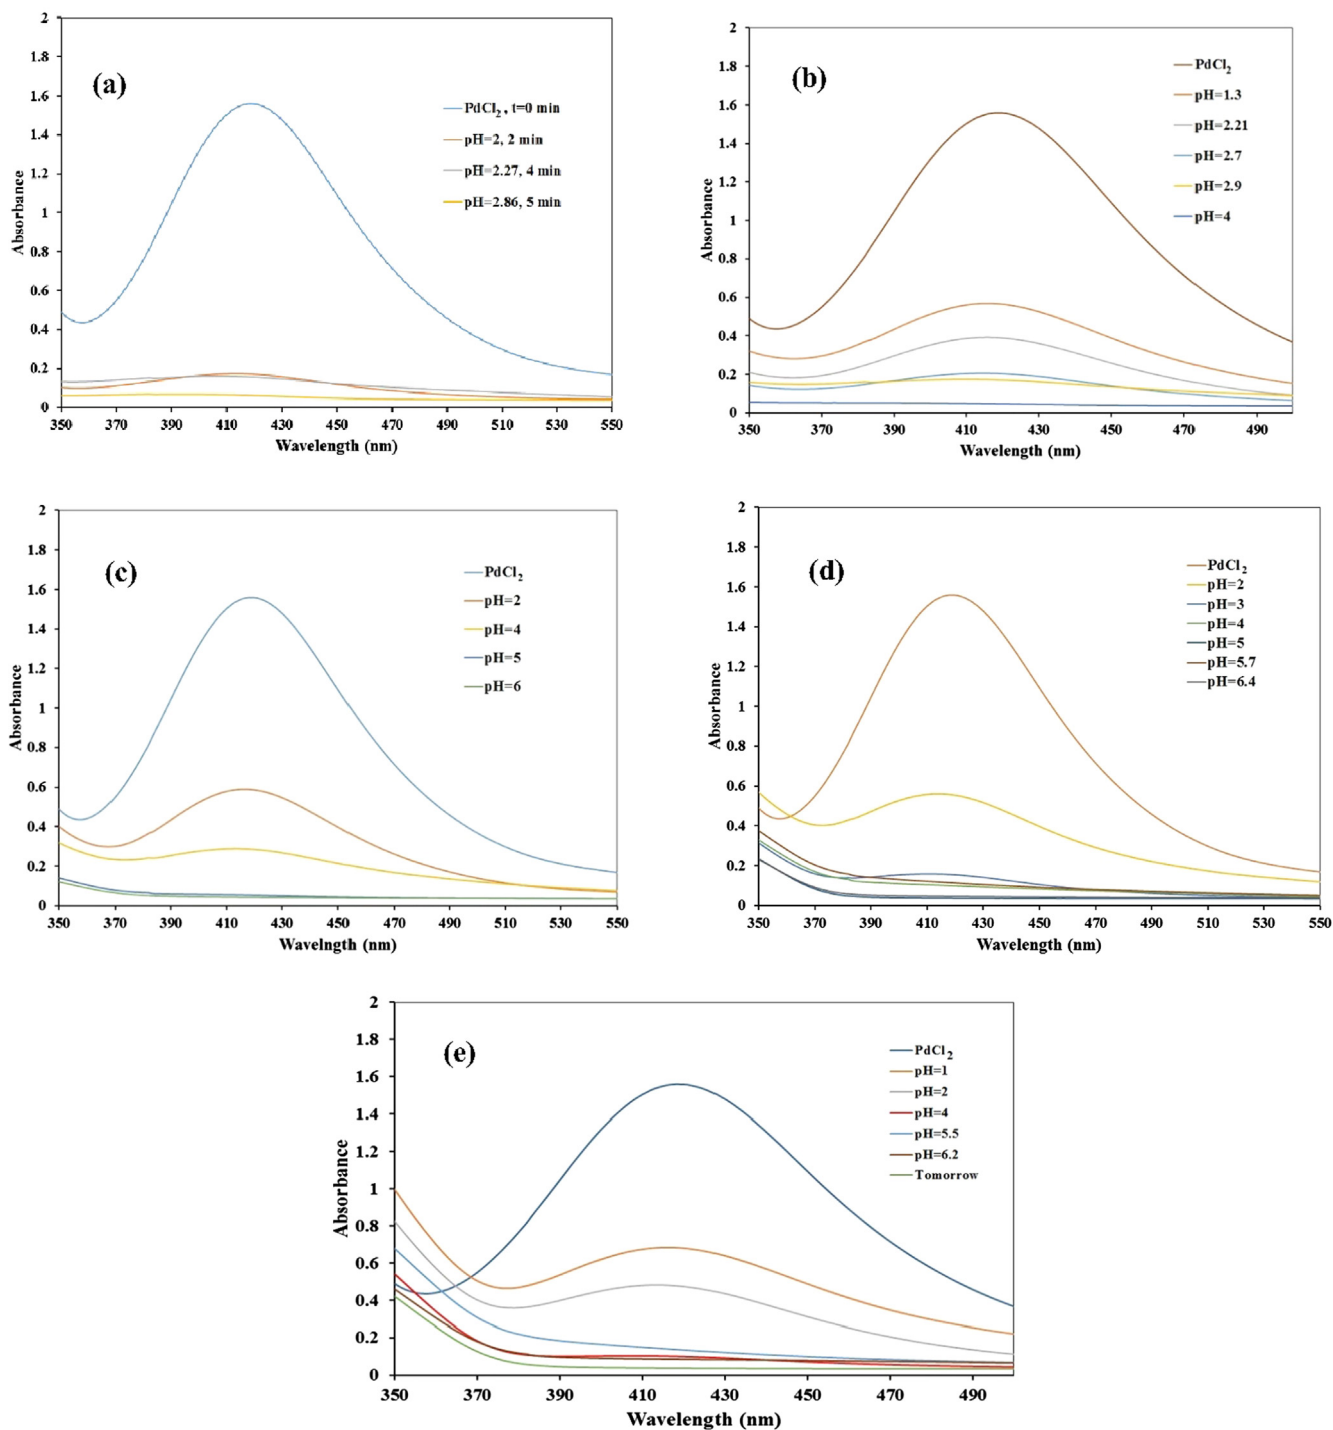 (a)
2
1.8
1.6
1.4
1.2
1
0.8
0.6
0.4
0.2
0
Absorbance
PdCl2 , t=0 min
pH=2, 2 min
pH=2.27, 4 min
pH=2.86, 5 min
350 370 390 410 430 450 470 490 510 530 550
Wavelength (nm)
(b)
2
1.8
1.6
1.4
1.2
1
0.8
0.6
0.4
0.2
0
Absorbance
PdCl2
pH=1.3
pH=2.21
pH=2.7
pH=2.9
pH=4
350 370 390 410 430 450 470 490
Wavelength (nm)
(c)
2
1.8
1.6
1.4
1.2
1
0.8
0.6
0.4
0.2
0
Absorbance
PdCl2
pH=2
pH=4
pH=5
pH=6
350 370 390 410 430 450 470 490 510 530 550
Wavelngth (nm)
(d)
2
1.8
1.6
1.4
1.2
1
0.8
0.6
0.4
0.2
0
Absorbance
PdCl2
pH=2
pH=3
pH=4
pH=5
pH=5.7
pH=6.4
350 370 390 410 430 450 470 490 510 530 550
Wavelength (nm)
(e)
2
1.8
1.6
1.4
1.2
1
0.8
0.6
0.4
0.2
0
Absorbance
PdCl2
pH=1
pH=2
pH=4
pH=5.5
pH=6.2
Tomorrow
350 370 390 410 430 450 470 490
Wavelength (nm)